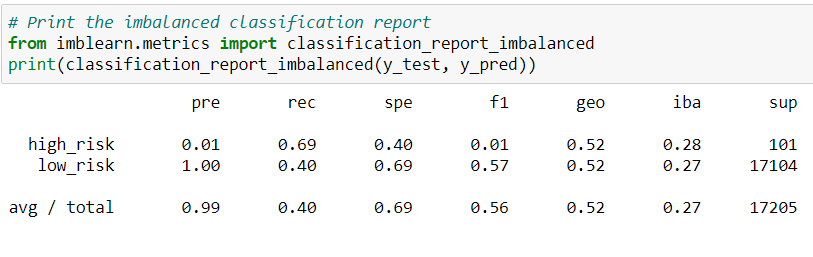 # Print the imbalanced classification report
from imblearn.metrics import classification_report_imbalanced
print(classification_report_imbalanced(y_test, y_pred))
pre rec spe f1 geo iba sup
high_risk 0.01 0.69 0.40 0.01 0.52 0.28 101
low_risk 1.00 0.40 0.69 0.57 0.52 0.27 17104
avg / total 0.99 0.40 0.69 0.56 0.52 0.27 17205